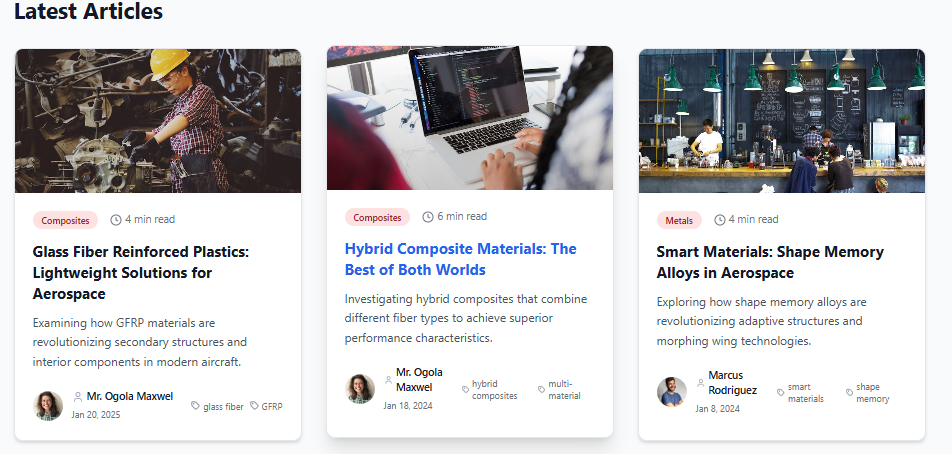 Latest Articles
Composites
4 min read
Glass Fiber Reinforced Plastics:
Lightweight Solutions for
Aerospace
Examining how GFRP materials are
revolutionizing secondary structures and
interior components in modern aircraft.
Mr. Ogola Maxwell
Jan 20, 2025
glass fiber
GFRP
Composites
6 min read
Hybrid Composite Materials: The
Best of Both Worlds
Investigating hybrid composites that combine
different fiber types to achieve superior
performance characteristics.
Mr. Ogola
Maxwel
Jan 18, 2024
hybrid
composites
multi-
material
Metals
4 min read
Smart Materials: Shape Memory
Alloys in Aerospace
Exploring how shape memory alloys are
revolutionizing adaptive structures and
morphing wing technologies.
Marcus
Rodriguez
Jan 8, 2024
smart
materials
shape
memory